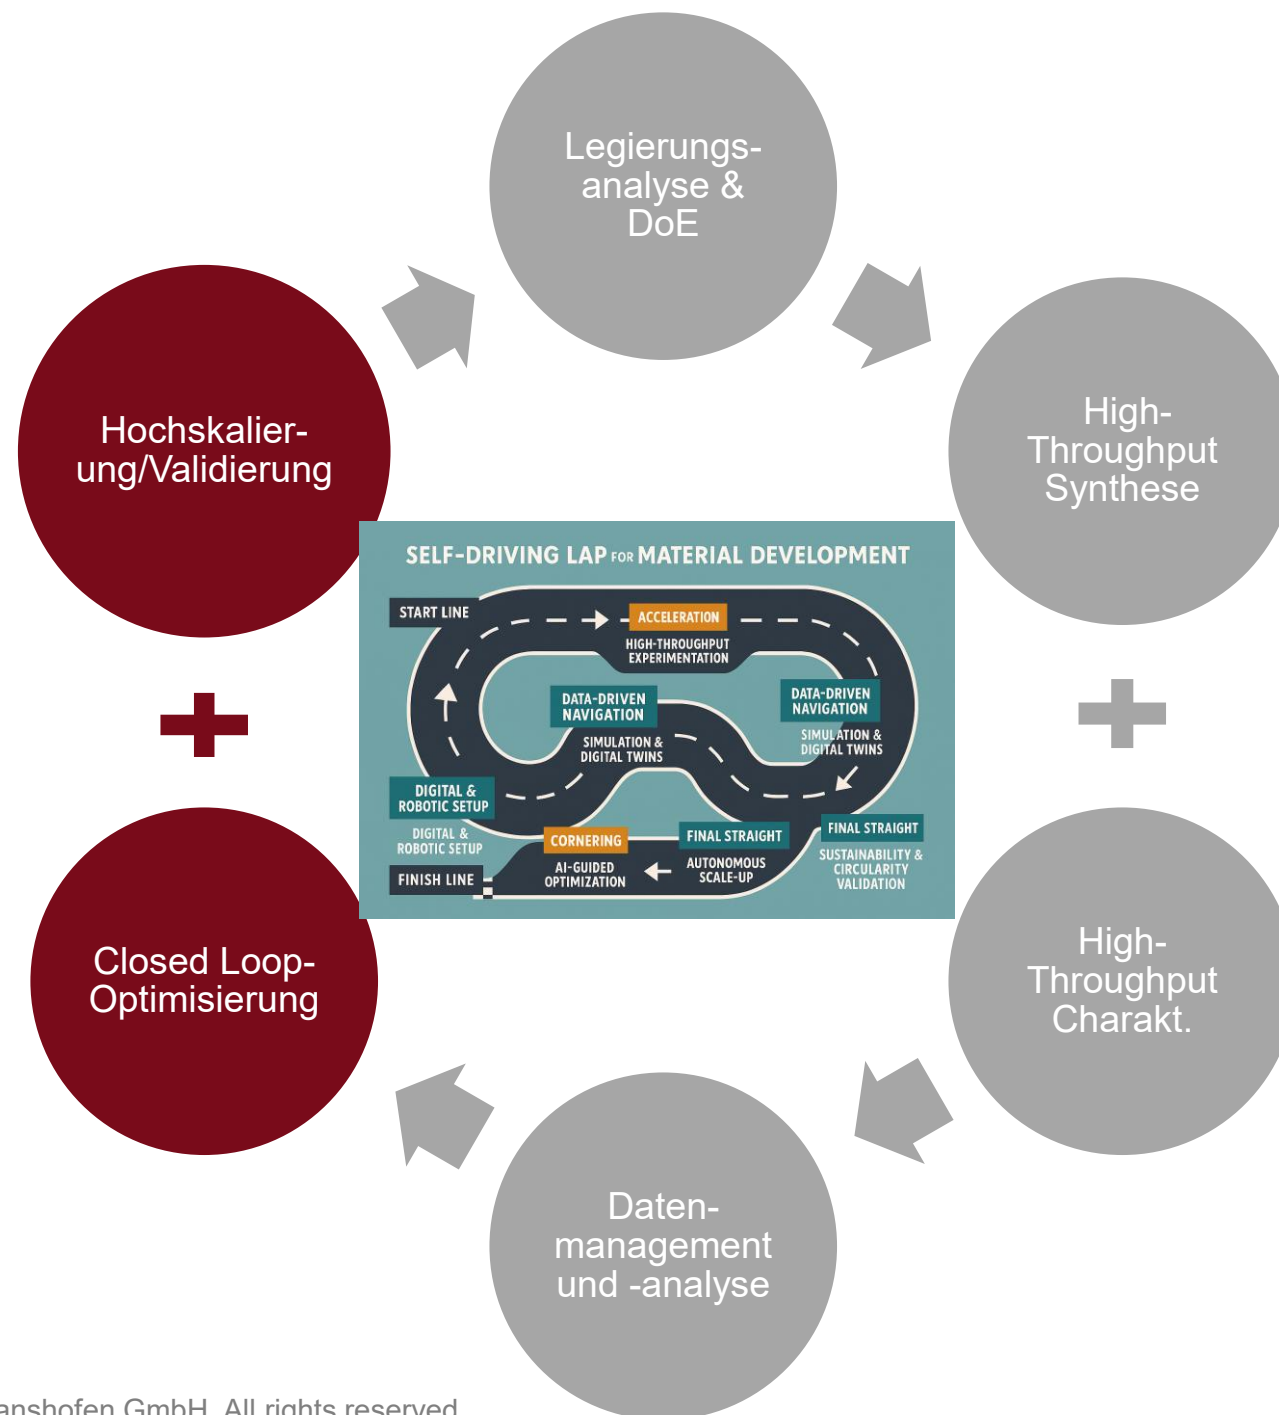 Legierungs-
analyse &
DoE
High-
Throughput
Synthese
Hochskalier-
ung/Validierung
SELF-DRIVING LAP FOR MATERIAL DEVELOPMENT
START LINE
ACCELERATION
HIGH-THROUGHPUT
EXPERIMENTATION
DATA-DRIVEN
NAVIGATION
SIMULATION &
DIGITAL TWINS
DATA-DRIVEN
NAVIGATION
SIMULATION &
DIGITAL TWINS
DIGITAL &
ROBOTIC SETUP
DIGITAL &
ROBOTIC SETUP
CORNERING
AI-GUIDED
OPTIMIZATION
FINAL STRAIGHT
AUTONOMOUS
SCALE-UP
FINAL STRAIGHT
SUSTAINABILITY &
CIRCULARITY
VALIDATION
FINISH LINE
Closed Loop-
Optimisierung
High-
Throughput
Charakt.
Daten-
management
und -analyse
anshofen GmbH. All rights reserved